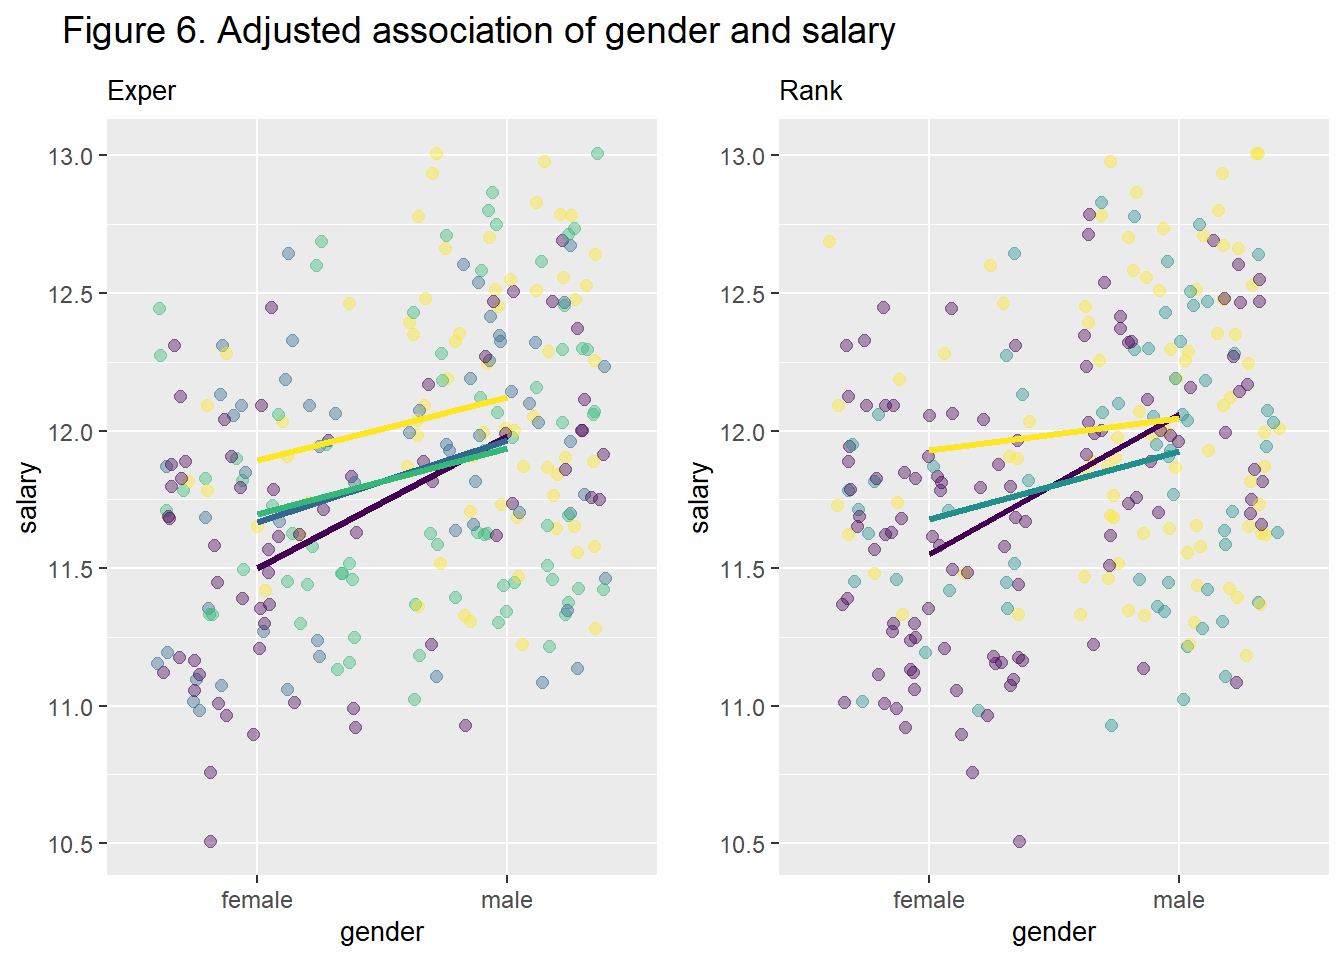 Figure 6. Adjusted association of gender and salary
Exper
13.0
12.5
12.0
11.5
11.0
10.5
salary
female male
gender
Rank
13.0
12.5
12.0
11.5
11.0
10.5
salary
female male
gender